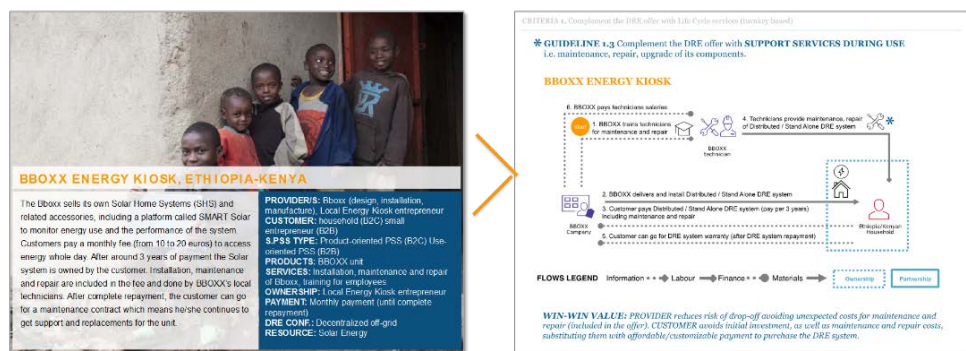 BBOXX ENERGY KIOSK, ETHIOPIA-KENYA
The Bboxx sells its own Solar Home Systems (SHS) and
related accessories, including a platform called SMART Solar
to monitor energy use and the performance of the system.
Customers pay a monthly fee (from 10 to 20 euros) to access
energy whole day. After around 3 years of payment the Solar
system is owned by the customer. Installation, maintenance
and repair are included in the fee and done by BBOXX's local
technicians. After complete repayment, the customer can go
for a maintenance contract which means he/she continues to
get support and replacements for the unit.
PROVIDER/S: Bboxx (design, installation,
manufacture), Local Energy Kiosk entrepreneur
CUSTOMER: household (B2C) small
entrepreneur (B2B)
S.PSS TYPE: Product-oriented PSS (B2C) Use-
oriented PSS (B2B)
PRODUCTS: BBOXX unit
SERVICES: Installation, maintenance and repair
of Bboxx, training for employees
OWNERSHIP: Local Energy Kiosk entrepreneur
PAYMENT: Monthly payment (until complete
repayment)
DRE CONF.: Decentralized off-grid
RESOURCE: Solar Energy
CRITERIA 1. Complement the DRE offer with Life Cycle services (turnkey based)
* GUIDELINE 1.3 Complement the DRE offer with SUPPORT SERVICES DURING USE
i.e. maintenance, repair, upgrade of its components.
BBOXX ENERGY KIOSK
6. BBOXX pays technicians salaries
start
1. BBOXX trains technicians
for maintenance and repair
BBOXX
technician
4. Technicians provide maintenance, repair
of Distributed / Stand Alone DRE system
*
2. BBOXX delivers and install Distributed / Stand Alone DRE system
3. Customer pays Distributed / Stand Alone DRE system (pay per 3 years)
including maintenance and repair
BBOXX
Company
Ethiopia/Kenyan
Household
5. Customer can go for DRE system warranty (after DRE system repayment)
FLOWS LEGEND Information Labour Finance Materials Ownership Partnership
WIN-WIN VALUE: PROVIDER reduces risk of drop-off avoiding unexpected costs for maintenance and
repair (included in the offer). CUSTOMER avoids initial investment, as well as maintenance and repair costs,
substituting them with affordable/customizable payment to purchase the DRE system.